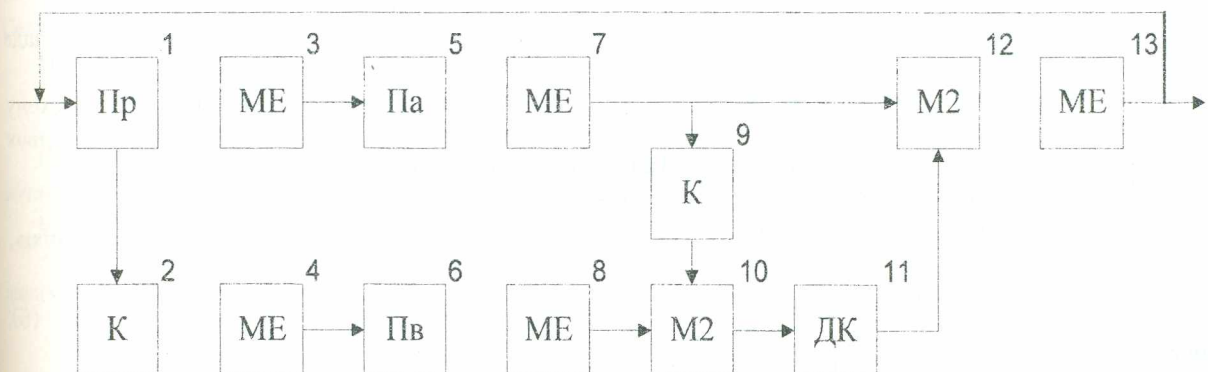 1 3 5 7 12 13
Пр МЕ Па МЕ М2 МЕ
9
К
2 4 6 8 10 11
К МЕ Пв МЕ М2 ДК